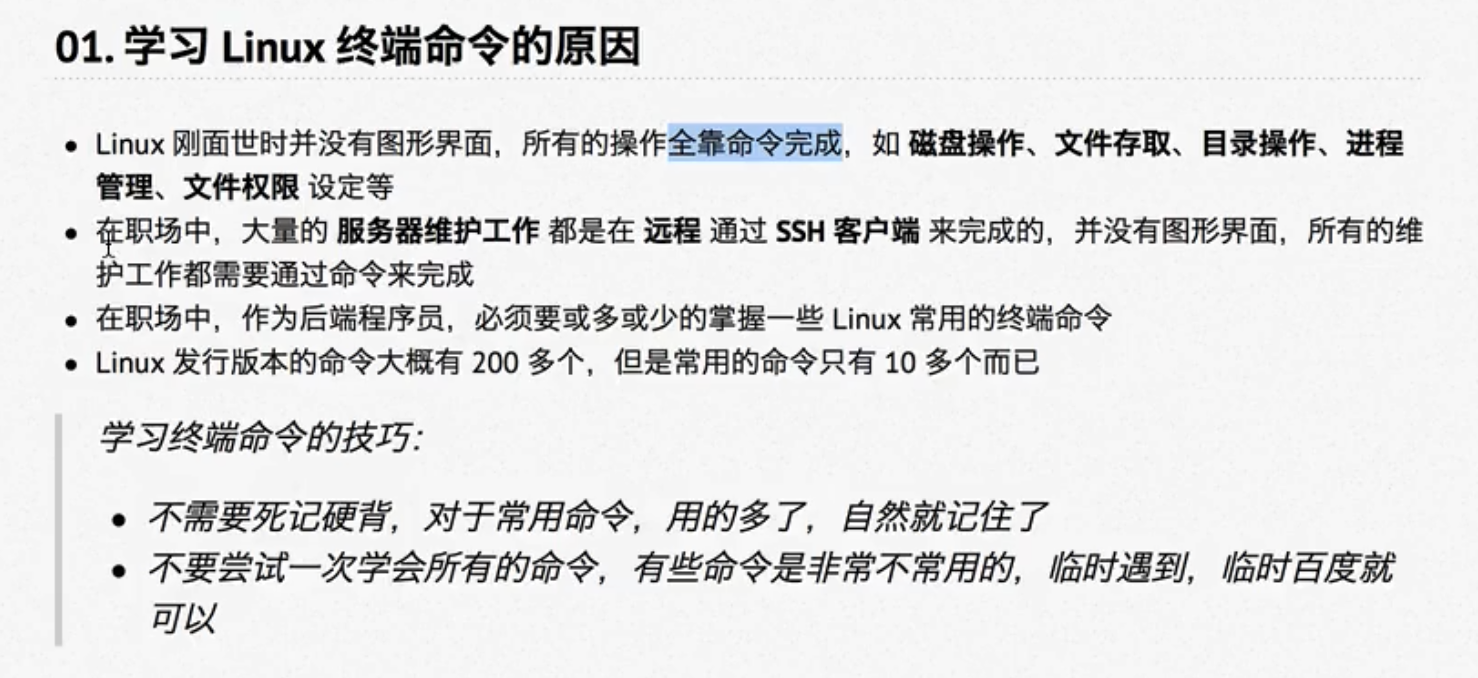 01. 学习 Linux 终端命令的原因
• Linux 刚面世时并没有图形界面，所有的操作全靠命令完成，如 磁盘操作、文件存取、目录操作、进程
管理、文件权限 设定等
• 在职场中，大量的 服务器维护工作 都是在 远程 通过 SSH 客户端 来完成的，并没有图形界面，所有的维
护工作都需要通过命令来完成
• 在职场中，作为后端程序员，必须要或多或少的掌握一些 Linux 常用的终端命令
• Linux 发行版本的命令大概有 200 多个，但是常用的命令只有 10 多个而已
学习终端命令的技巧：
• 不需要死记硬背，对于常用命令，用的多了，自然就记住了
• 不要尝试一次学会所有的命令，有些命令是非常不常用的，临时遇到，临时百度就
可以